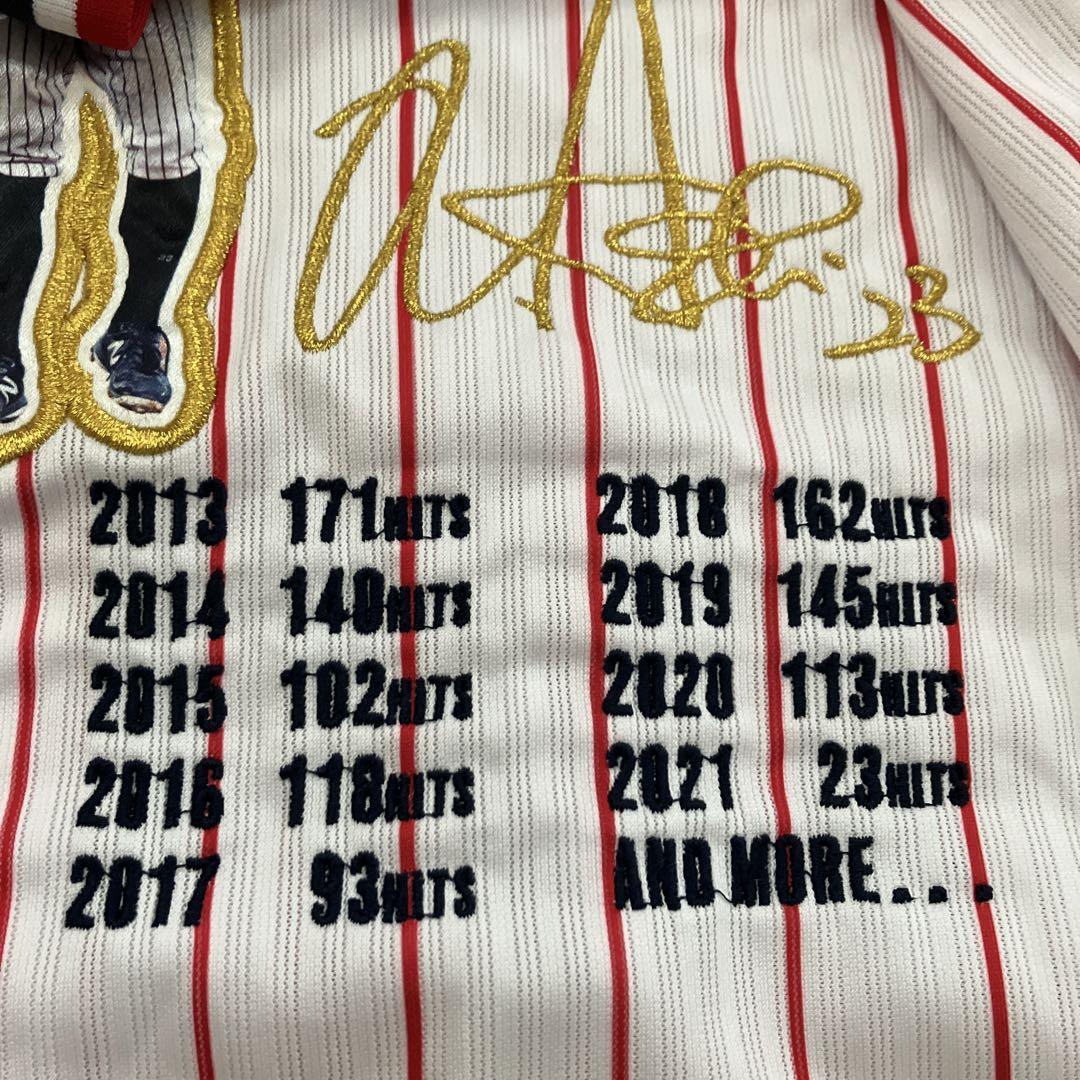 23
2013 171HITS
2014 140HITS
2015 102HITS
2016 118HITS
2017 93HITS
2018 162HITS
2019 145HITS
2020 113HITS
2021 23HITS
AND MORE...